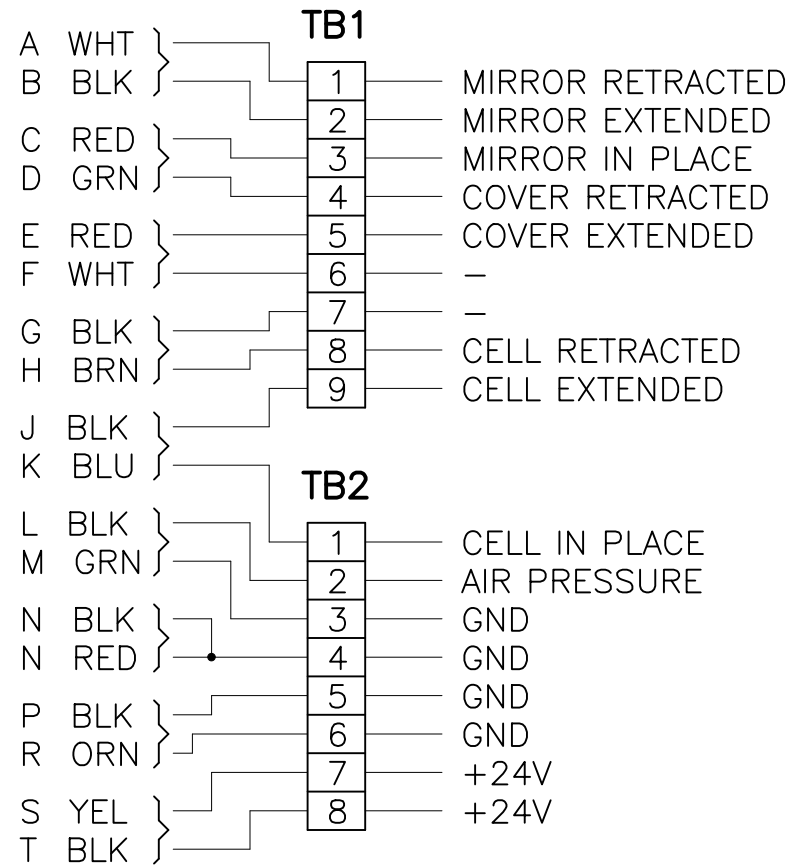 TB1
A WHT
B BLK
C RED
D GRN
E RED
F WHT
G BLK
H BRN
J BLK
K BLU
L BLK
M GRN
N BLK
N RED
P BLK
R ORN
S YEL
T BLK
1 MIRROR RETRACTED
2 MIRROR EXTENDED
3 MIRROR IN PLACE
4 COVER RETRACTED
5 COVER EXTENDED
6 –
7 –
8 CELL RETRACTED
9 CELL EXTENDED
TB2
1 CELL IN PLACE
2 AIR PRESSURE
3 GND
4 GND
5 GND
6 GND
7 +24V
8 +24V